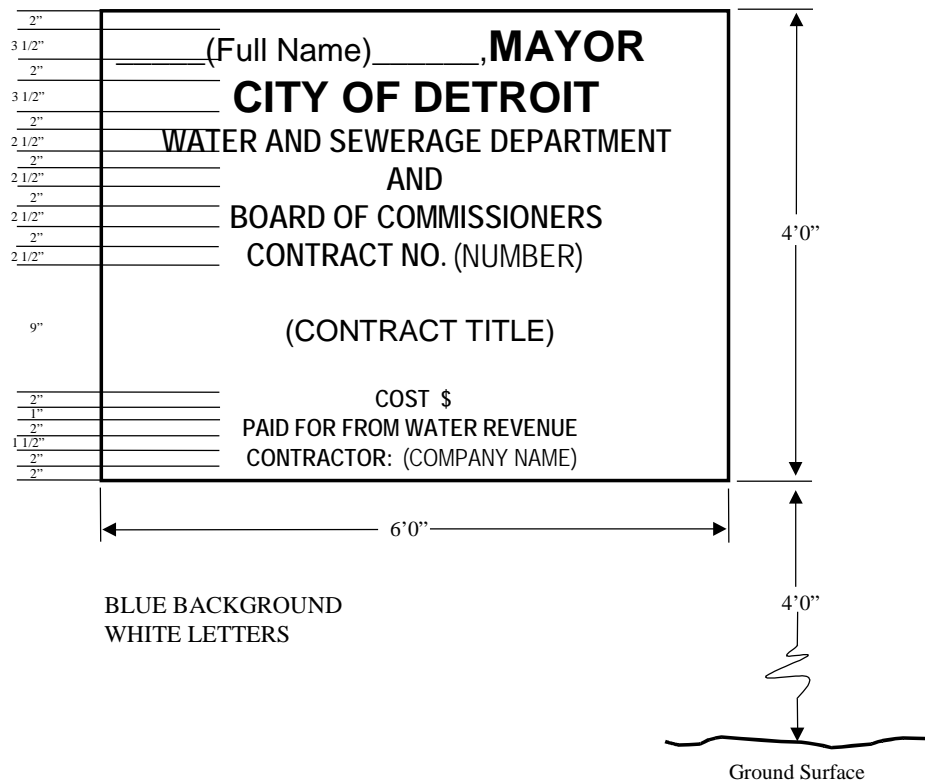 2”
3 1/2”
2”
3 1/2”
2”
2 1/2”
2”
2 1/2”
2”
2 1/2”
2”
2 1/2”
9”
2”
1”
2”
1 1/2”
2”
2”
_____(Full Name)______,MAYOR
CITY OF DETROIT
WATER AND SEWERAGE DEPARTMENT
AND
BOARD OF COMMISSIONERS
CONTRACT NO. (NUMBER)
(CONTRACT TITLE)
COST $
PAID FOR FROM WATER REVENUE
CONTRACTOR: (COMPANY NAME)
4’0”
6’0”
BLUE BACKGROUND
WHITE LETTERS
4’0”
Ground Surface